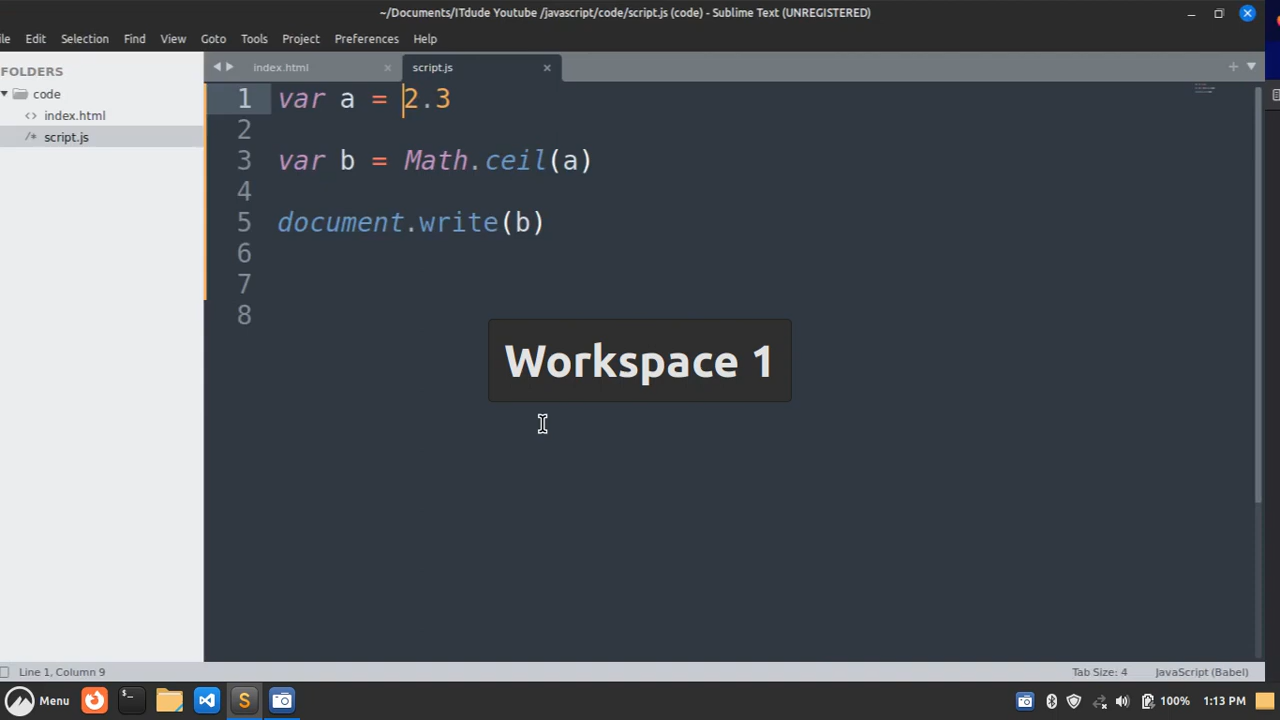 ~/Documents/ITdude Youtube /javascript/code/script.js (code) - Sublime Text (UNREGISTERED)
Edit Selection Find View Goto Tools Project Preferences Help
FOLDERS
code
index.html
script.js
index.html
script.js
1 var a = 2.3
2
3 var b = Math.ceil(a)
4
5 document.write(b)
6
7
8
Workspace 1
Line 1, Column 9
Tab Size: 4
JavaScript (Babel)
Menu
100%
1:13 PM